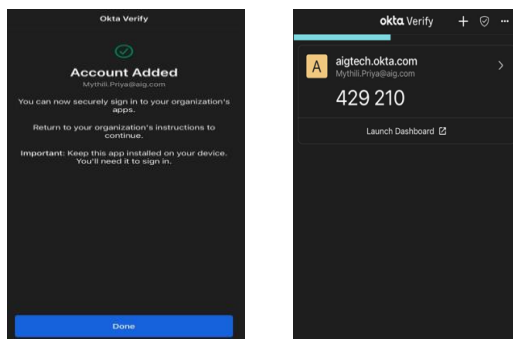 Okta Verify
Account Added
Mythili.Priya@aig.com
You can now securely sign in to your organization's
apps.
Return to your organization's instructions to
continue.
Important: Keep this app installed on your device.
You'll need it to sign in.
Done
okta Verify
A
aigtech.okta.com
Mythili.Priya@aig.com
429 210
Launch Dashboard